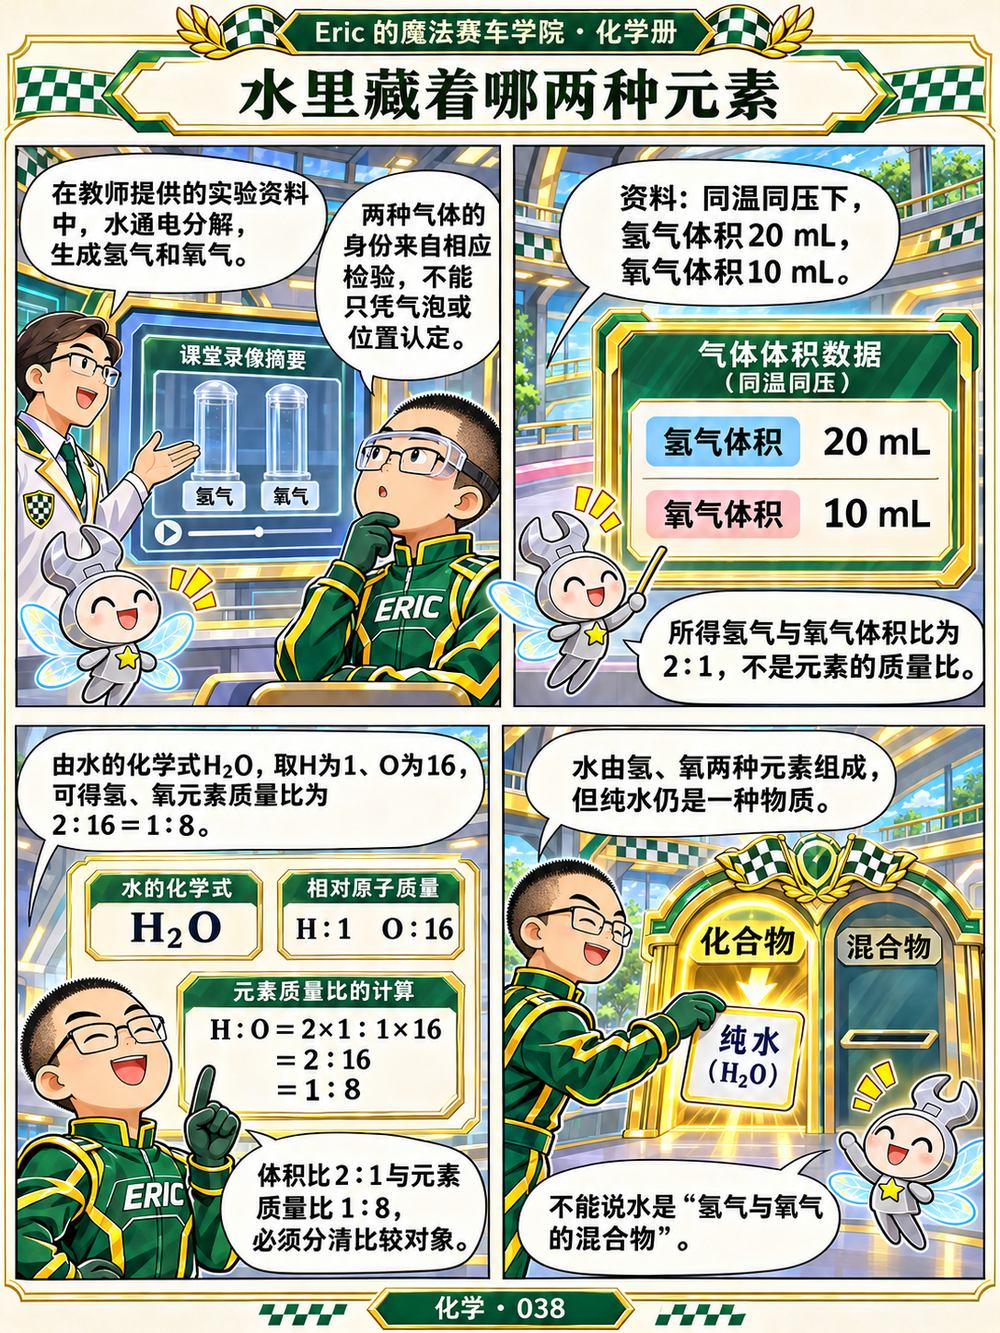 Eric 的魔法赛车学院·化学册
水里藏着哪两种元素
在教师提供的实验资料
中，水通电分解，
生成氢气和氧气。
两种气体的
身份来自相应
检验，不能
只凭气泡或
位置认定。
课堂录像摘要
氢气
氧气
ERIC
资料：同温同压下，
氢气体积20 mL，
氧气体积10 mL。
气体体积数据
（同温同压）
氢气体积 20 mL
氧气体积 10 mL
所得氢气与氧气体积比为
2：1，不是元素的质量比。
由水的化学式H₂O，取H为1、O为16，
可得氢、氧元素质量比为
2：16＝1：8。
水的化学式
H₂O
相对原子质量
H：1 O：16
元素质量比的计算
H：O＝2×1：1×16
＝2：16
＝1：8
ERIC
体积比2：1与元素
质量比1：8，
必须分清比较对象。
水由氢、氧两种元素组成，
但纯水仍是一种物质。
化合物
混合物
纯水
（H₂O）
不能说水是“氢气与氧气
的混合物”。
化学·038